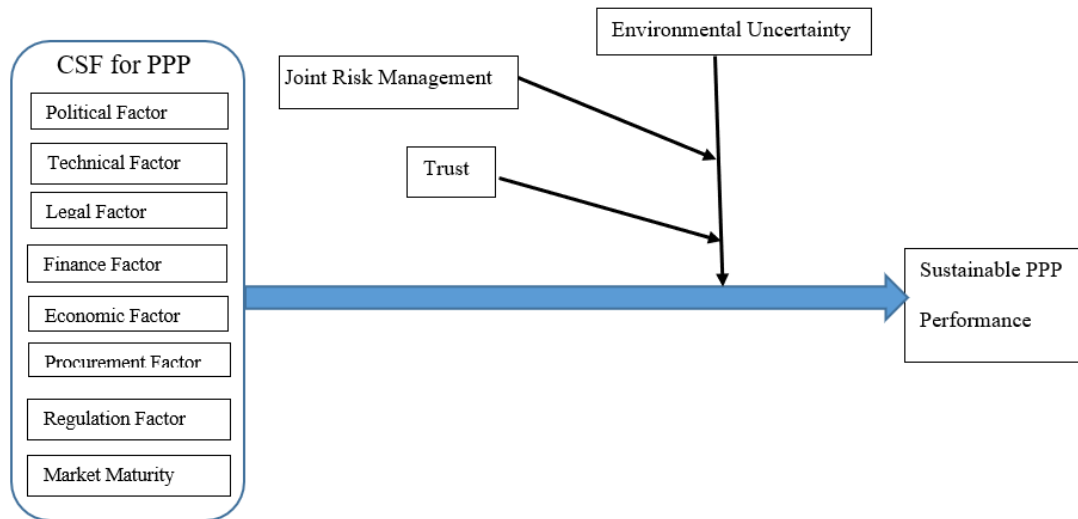 CSF for PPP
Political Factor
Technical Factor
Legal Factor
Finance Factor
Economic Factor
Procurement Factor
Regulation Factor
Market Maturity
Environmental Uncertainty
Joint Risk Management
Trust
Sustainable PPP
Performance